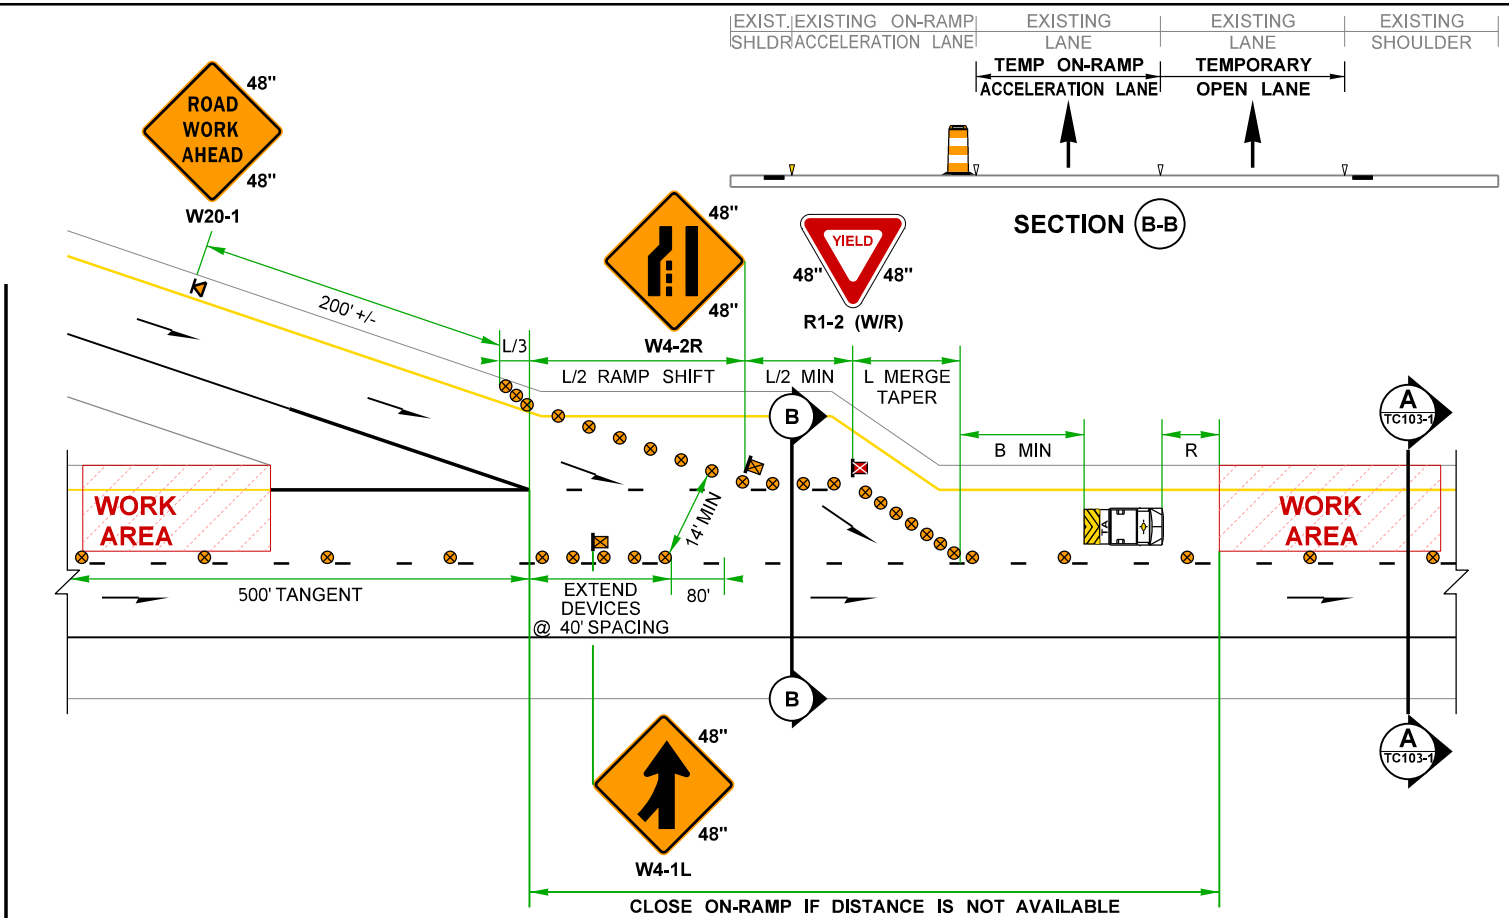 EXIST. EXISTING ON-RAMP EXISTING EXISTING EXISTING
SHLDR ACCELERATION LANE LANE LANE SHOULDER
TEMP ON-RAMP TEMPORARY
ACCELERATION LANE OPEN LANE
SECTION B-B
48"
ROAD
WORK
AHEAD
48"
W20-1
48"
48"
W4-2R
YIELD
48" 48"
R1-2 (W/R)
200' +/-
L/3
L/2 RAMP SHIFT
L/2 MIN
L MERGE
TAPER
B
A
TC103-1
B MIN
R
WORK
AREA
14' MIN
TA
WORK
AREA
500' TANGENT
EXTEND
DEVICES
@ 40' SPACING
80'
B
A
TC103-1
48"
48"
W4-1L
CLOSE ON-RAMP IF DISTANCE IS NOT AVAILABLE